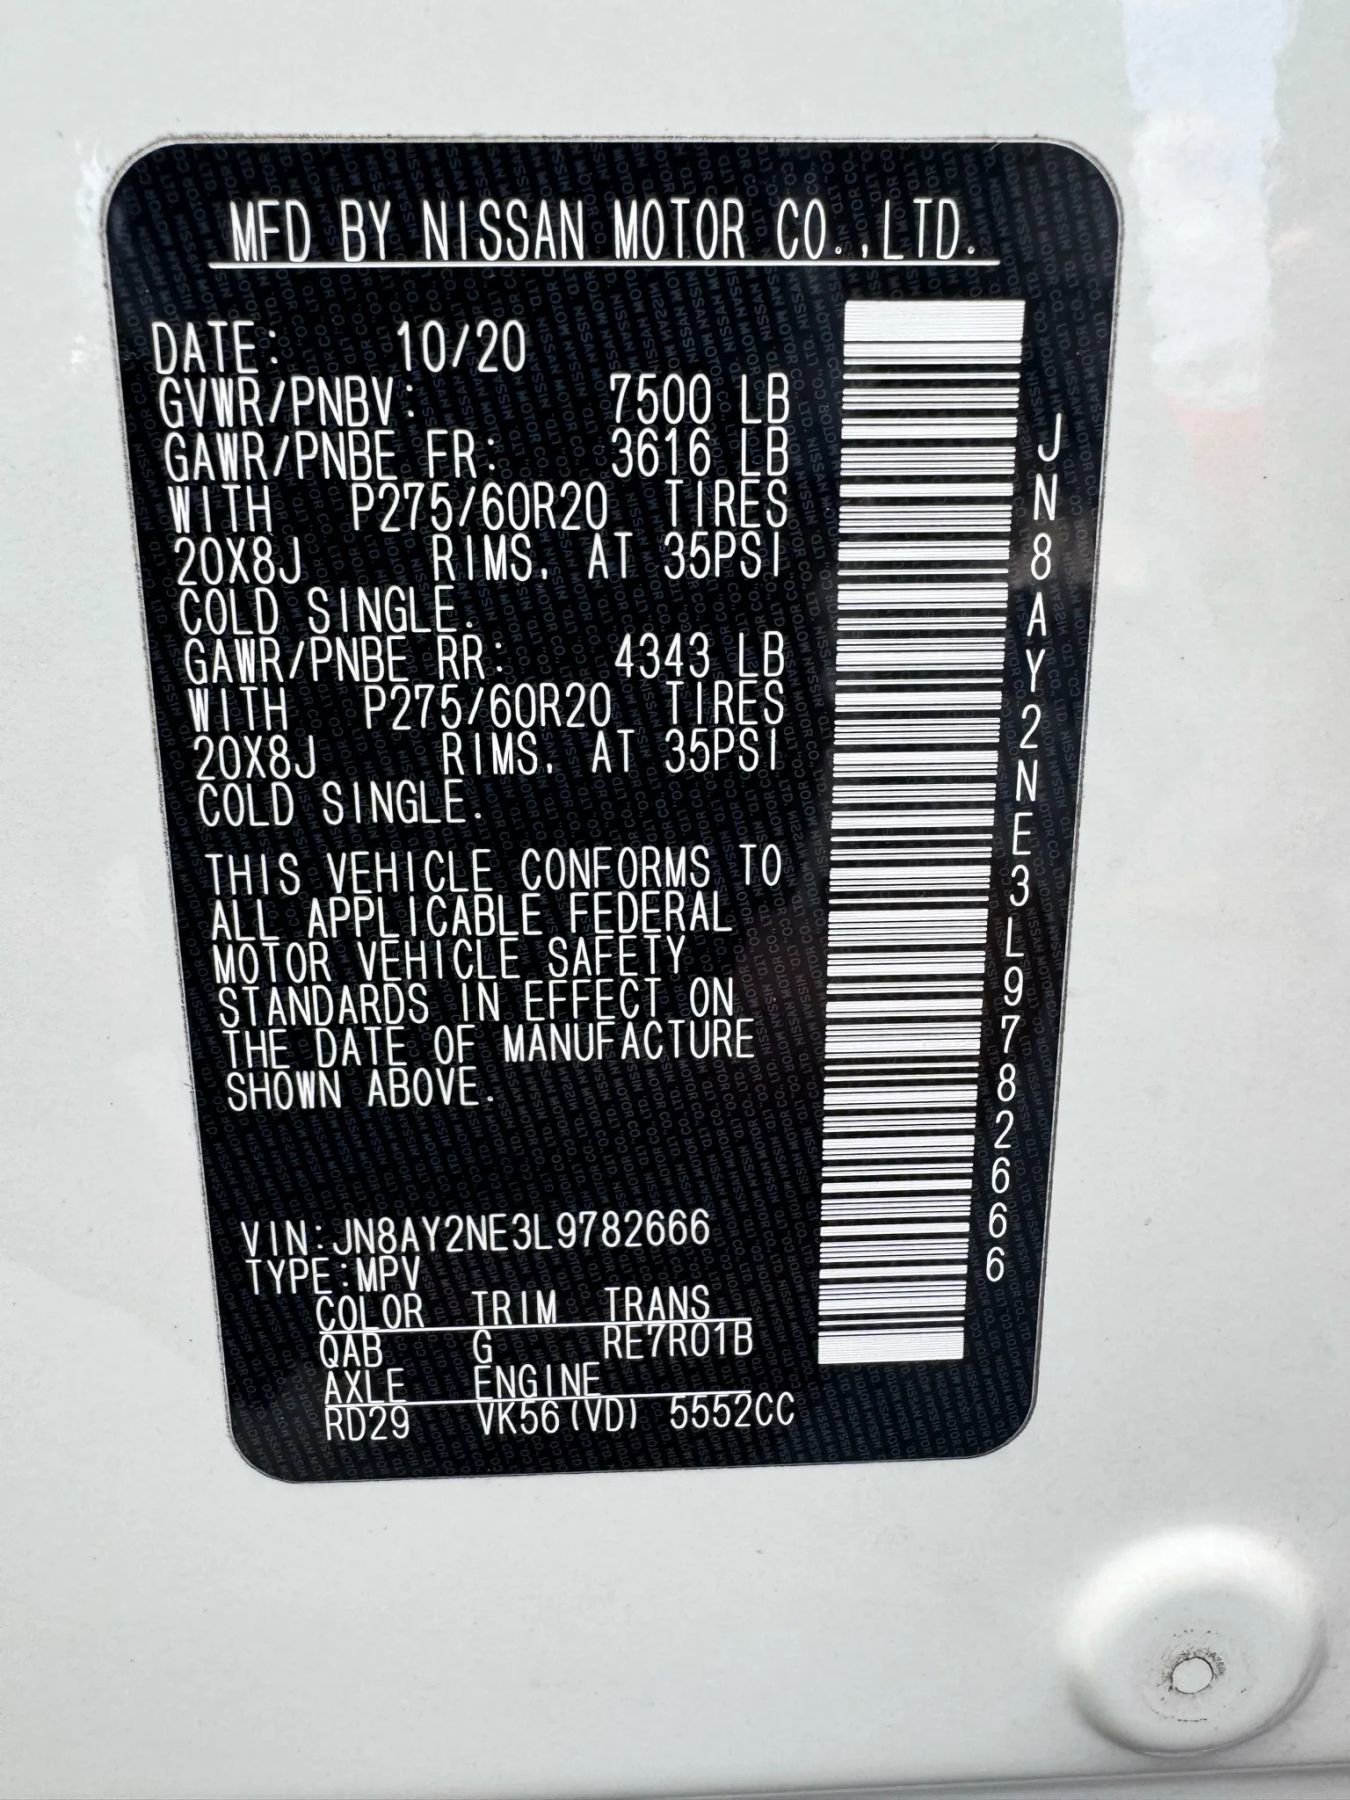 MFD BY NISSAN MOTOR CO.,LTD.
DATE: 10/20
GVWR/PNBV: 7500 LB
GAWR/PNBE FR: 3616 LB
WITH P275/60R20 TIRES
20X8J RIMS, AT 35PSI
COLD SINGLE.
GAWR/PNBE RR: 4343 LB
WITH P275/60R20 TIRES
20X8J RIMS, AT 35PSI
COLD SINGLE.
THIS VEHICLE CONFORMS TO
ALL APPLICABLE FEDERAL
MOTOR VEHICLE SAFETY
STANDARDS IN EFFECT ON
THE DATE OF MANUFACTURE
SHOWN ABOVE.
VIN:JN8AY2NE3L9782666
TYPE:MPV
COLOR TRIM TRANS
QAB G RE7R01B
AXLE ENGINE
RD29 VK56(VD) 5552CC
JN8AY2NE3L9782666